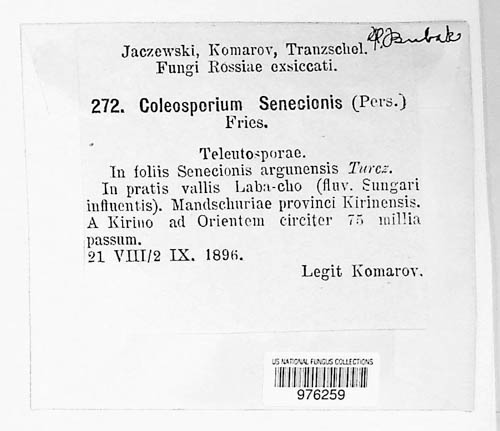 Jaczewski, Komarov, Tranzschel. Bubak
Fungi Rossiae exsiccati.
272. Coleosporium Senecionis (Pers.)
Fries.
Teleutosporae.
In foliis Senecionis argunensis Turcz.
In pratis vallis Laba-cho (fluv. Sungari
influentis). Mandschuriae provinci Kirinensis.
A Kirino ad Orientem circiter 75 millia
passum.
21 VIII/2 IX. 1896.
Legit Komarov.
US NATIONAL FUNGUS COLLECTIONS
976259